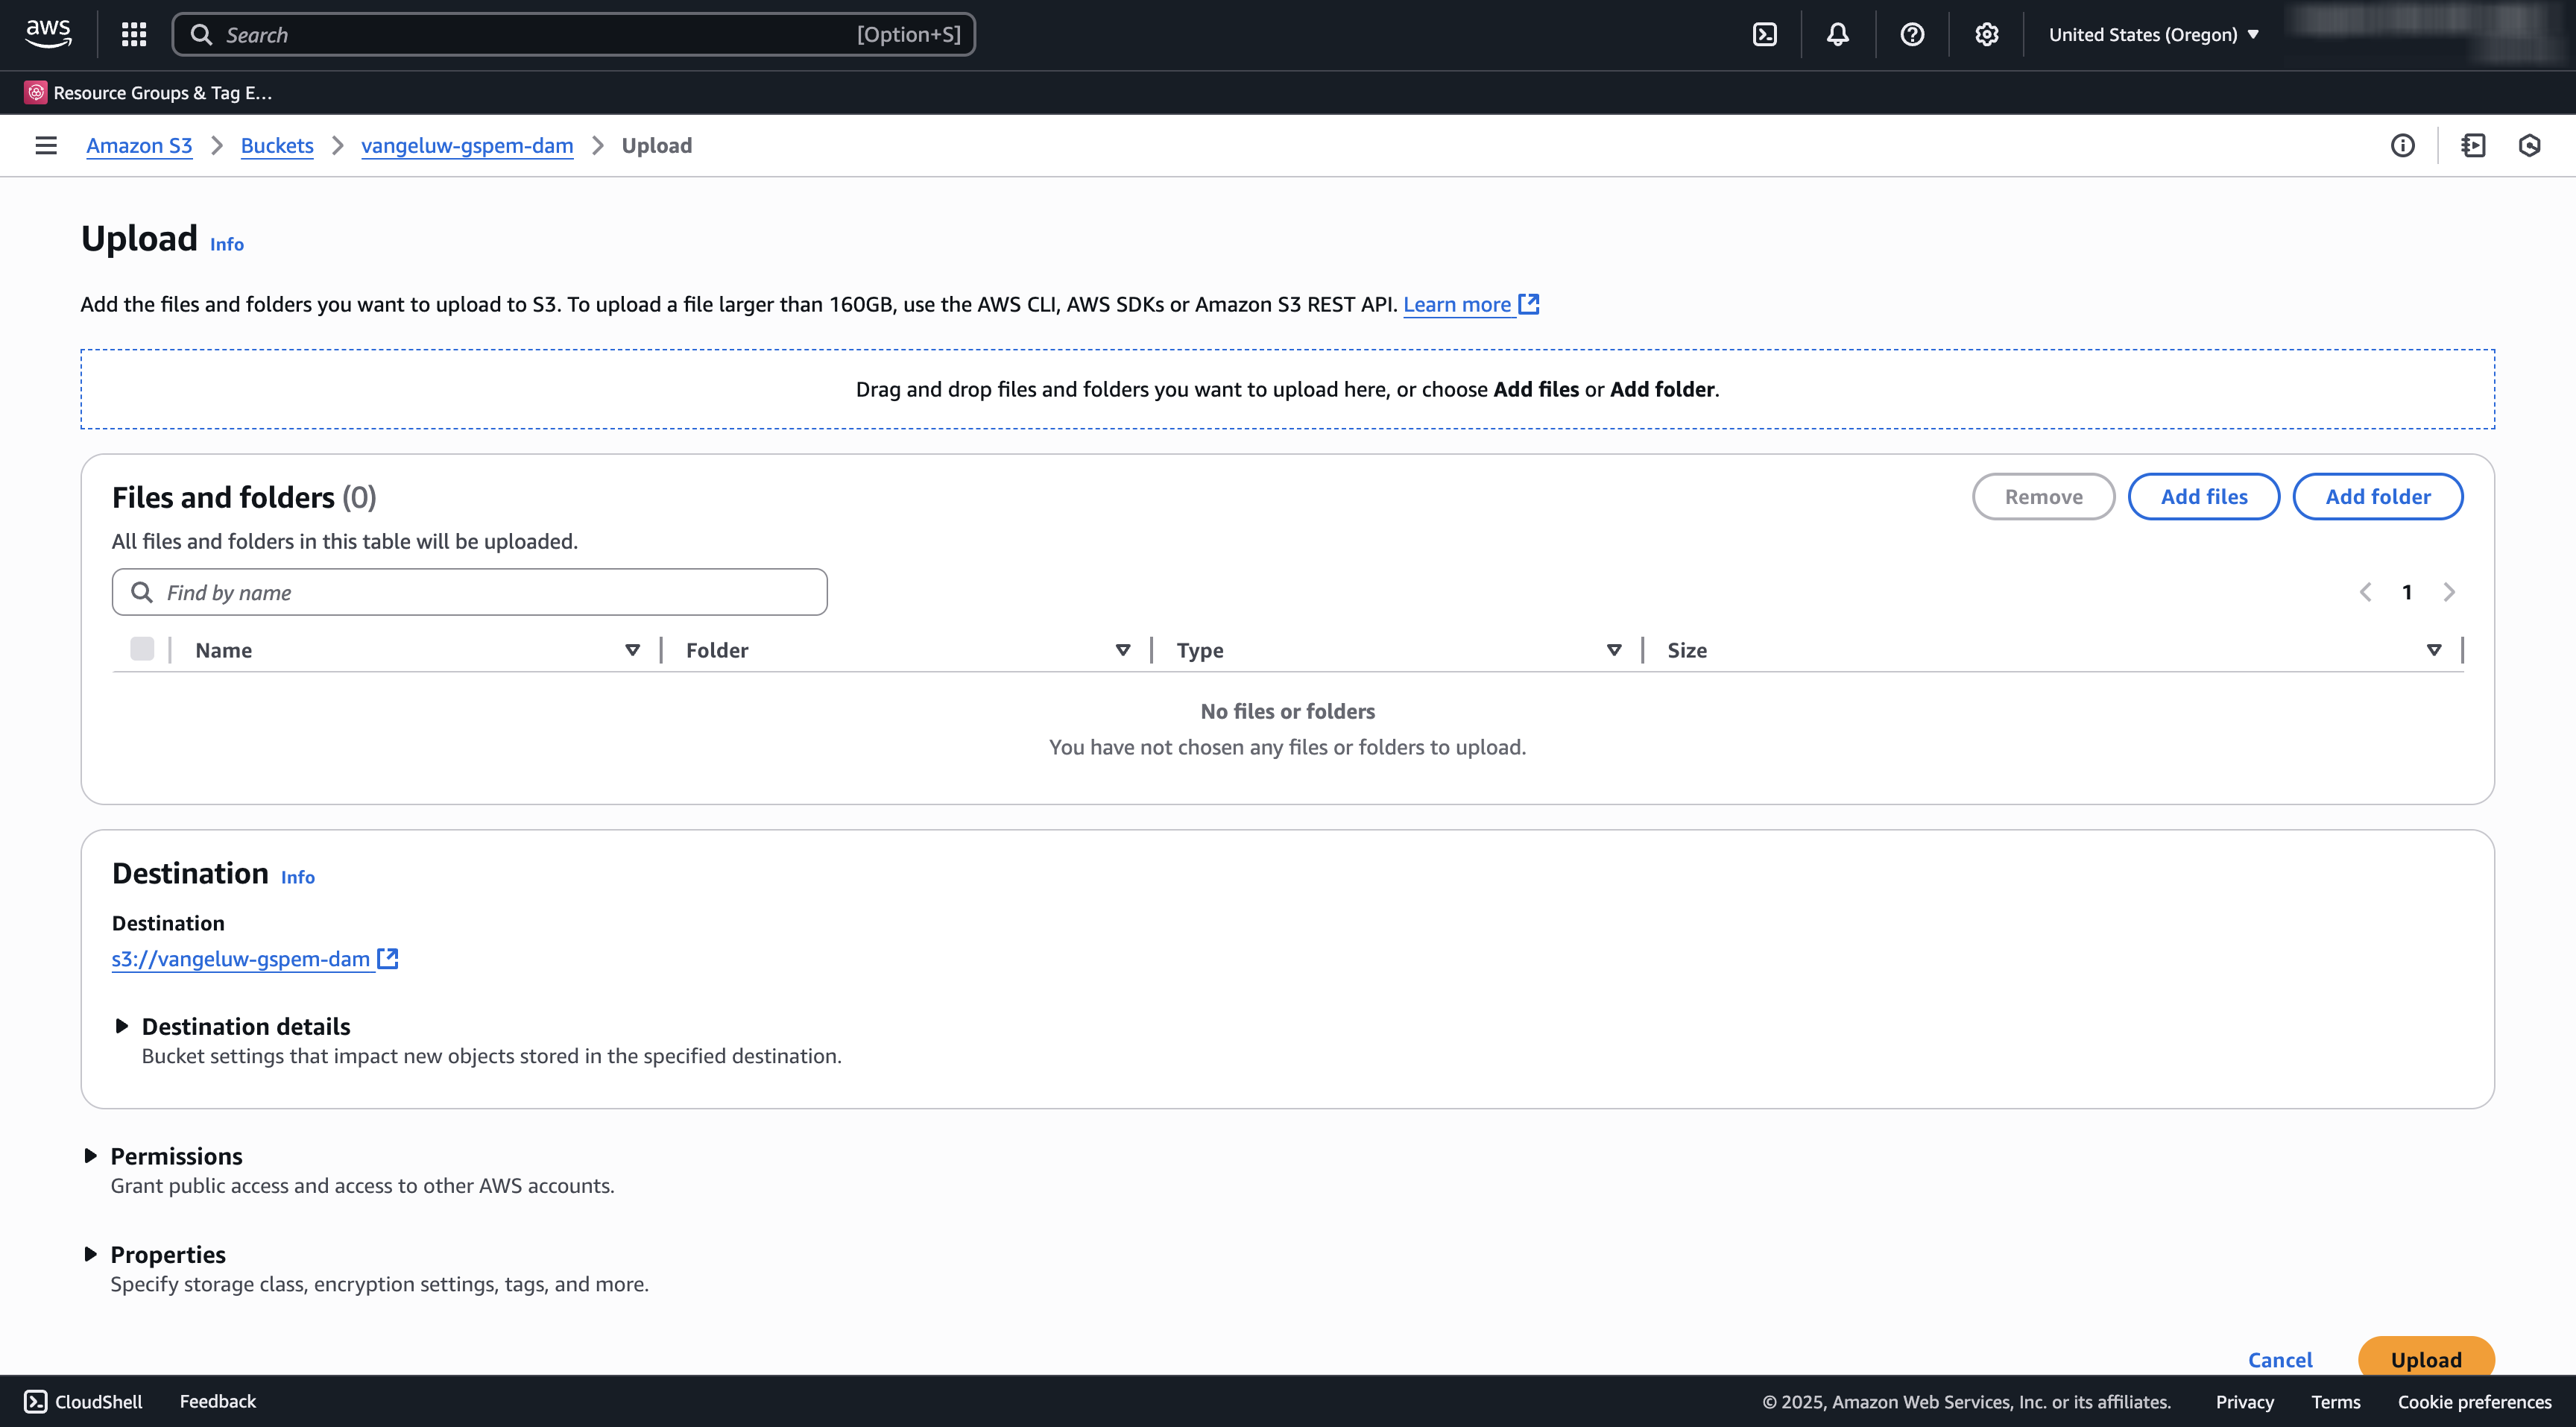 aws
Search
[Option+S]
United States (Oregon)
Resource Groups & Tag E...
Amazon S3
Buckets
vangeluw-gspem-dam
Upload
Upload Info
Add the files and folders you want to upload to S3. To upload a file larger than 160GB, use the AWS CLI, AWS SDKs or Amazon S3 REST API. Learn more
Drag and drop files and folders you want to upload here, or choose Add files or Add folder.
Files and folders (0)
Remove
Add files
Add folder
All files and folders in this table will be uploaded.
Find by name
1
Name
Folder
Type
Size
No files or folders
You have not chosen any files or folders to upload.
Destination Info
Destination
s3://vangeluw-gspem-dam
Destination details
Bucket settings that impact new objects stored in the specified destination.
Permissions
Grant public access and access to other AWS accounts.
Properties
Specify storage class, encryption settings, tags, and more.
Cancel
Upload
CloudShell
Feedback
© 2025, Amazon Web Services, Inc. or its affiliates.
Privacy
Terms
Cookie preferences